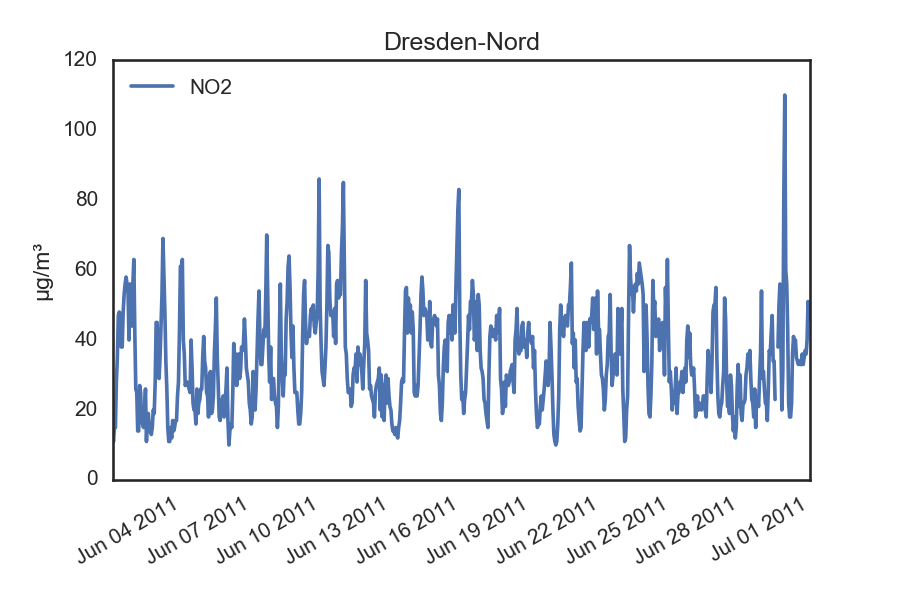 Dresden-Nord
120
100
80
60
40
20
0
µg/m³
NO2
Jun 04 2011
Jun 07 2011
Jun 10 2011
Jun 13 2011
Jun 16 2011
Jun 19 2011
Jun 22 2011
Jun 25 2011
Jun 28 2011
Jul 01 2011